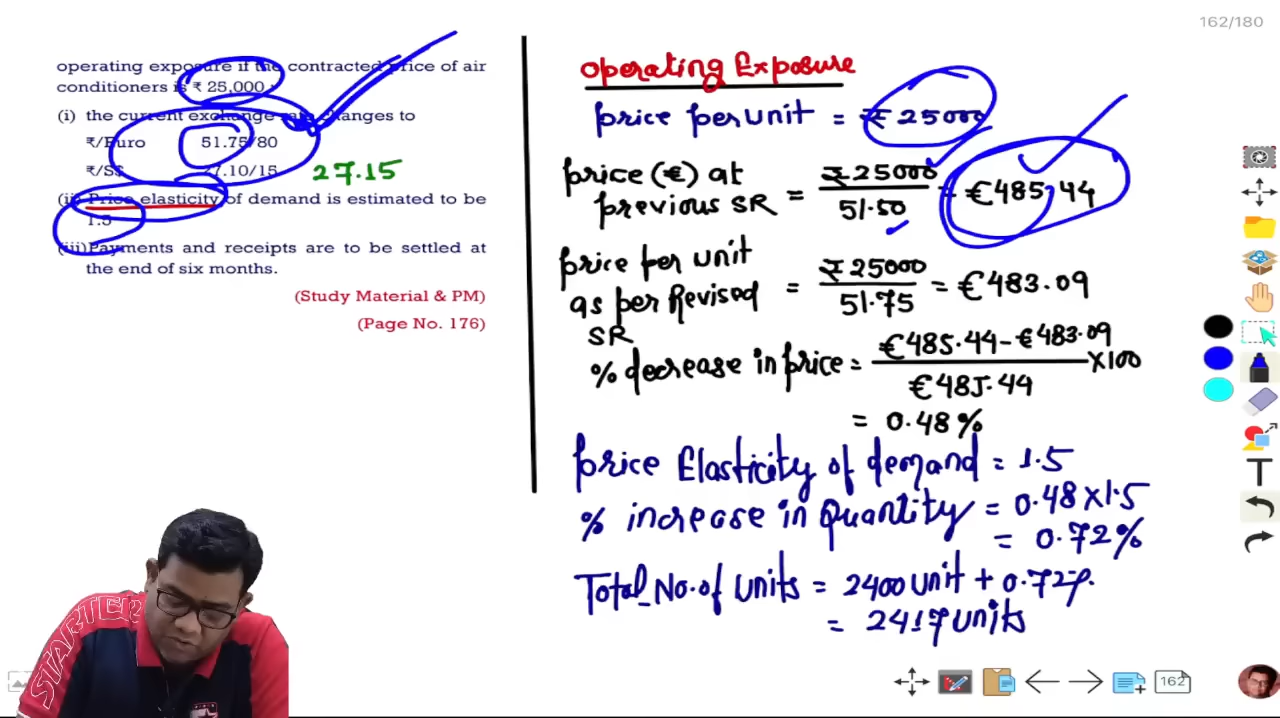 162/180
operating exposure if the contracted price of air
conditioners is ₹ 25,000
(i) the current exchange rate changes to
₹/Euro 51.75/80
₹/S$ 27.10/15 27.15
(ii) Price elasticity of demand is estimated to be
1.5
(iii) Payments and receipts are to be settled at
the end of six months.
(Study Material & PM)
(Page No. 176)
operating Exposure
price per unit = ₹ 25000
price (€) at
previous SR = ₹ 25000 / 51.50 = € 485.44
price per unit
as per Revised = ₹ 25000 / 51.75 = € 483.09
SR
% decrease in price = €485.44 - €483.09 / €485.44 × 100
= 0.48%
price Elasticity of demand = 1.5
% increase in Quantity = 0.48 × 1.5
= 0.72%
Total No. of Units = 2400 unit + 0.72%
= 2417 units
START
T
162